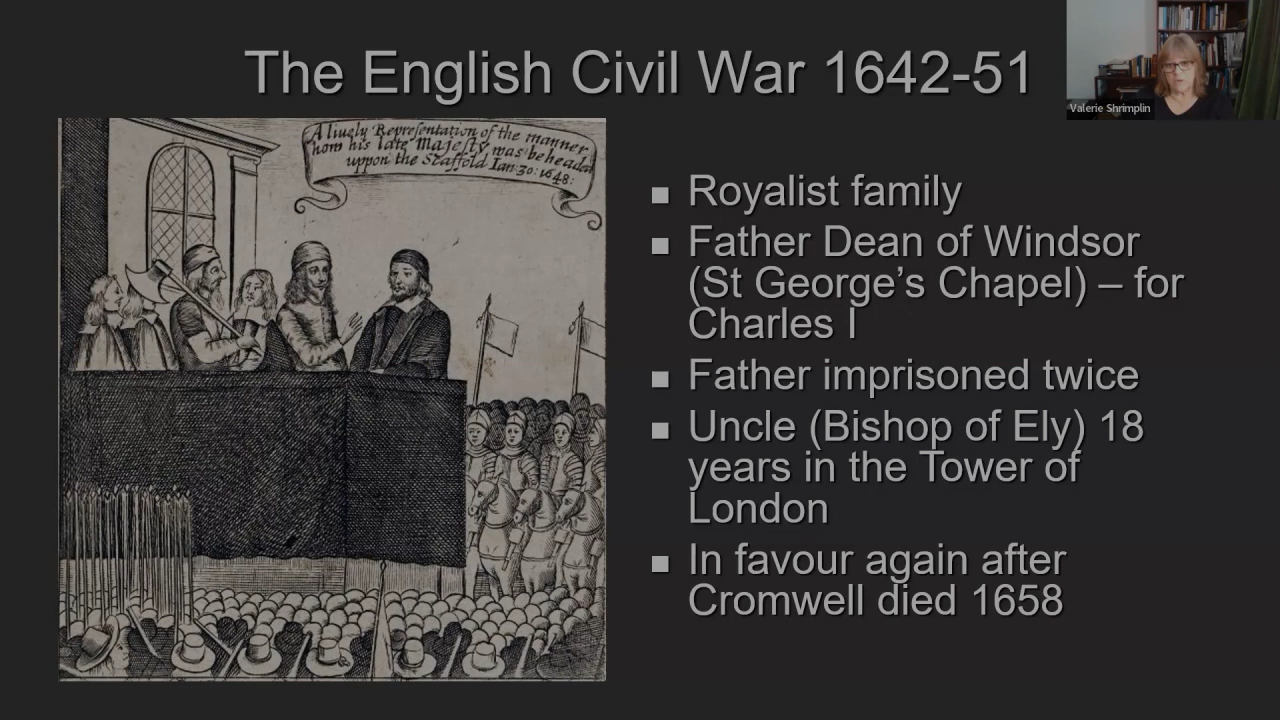 The English Civil War 1642-51
Valerie Shrimplin
A liuely Representation of the manner
how his late Majesty was beheaded
uppon the Scaffold Ian: 30: 1648:
■ Royalist family
■ Father Dean of Windsor
(St George’s Chapel) – for
Charles I
■ Father imprisoned twice
■ Uncle (Bishop of Ely) 18
years in the Tower of
London
■ In favour again after
Cromwell died 1658